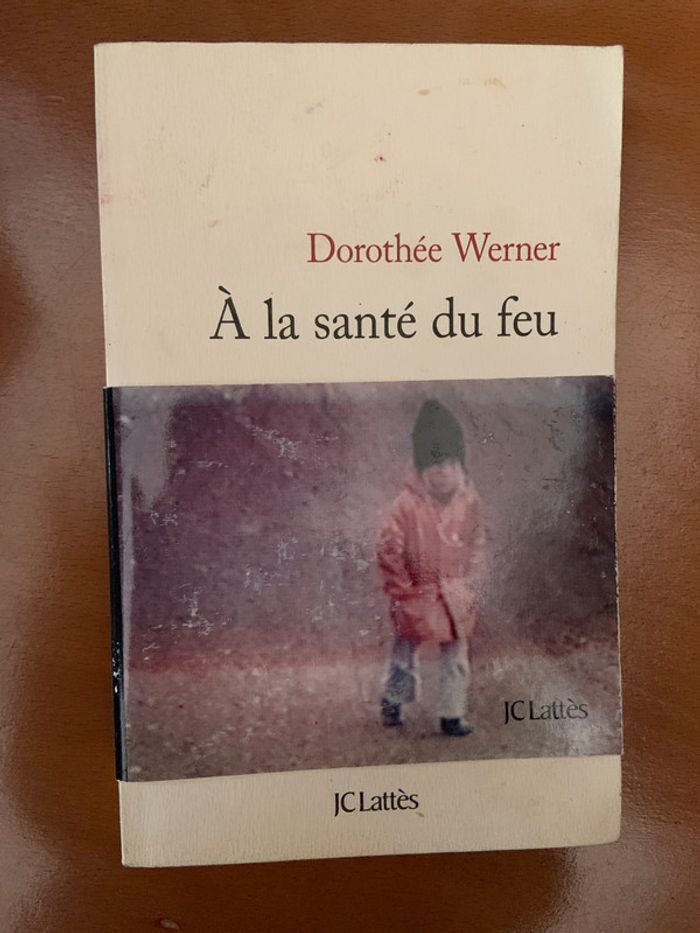 Dorothée Werner
À la santé du feu
JC Lattès
JC Lattès